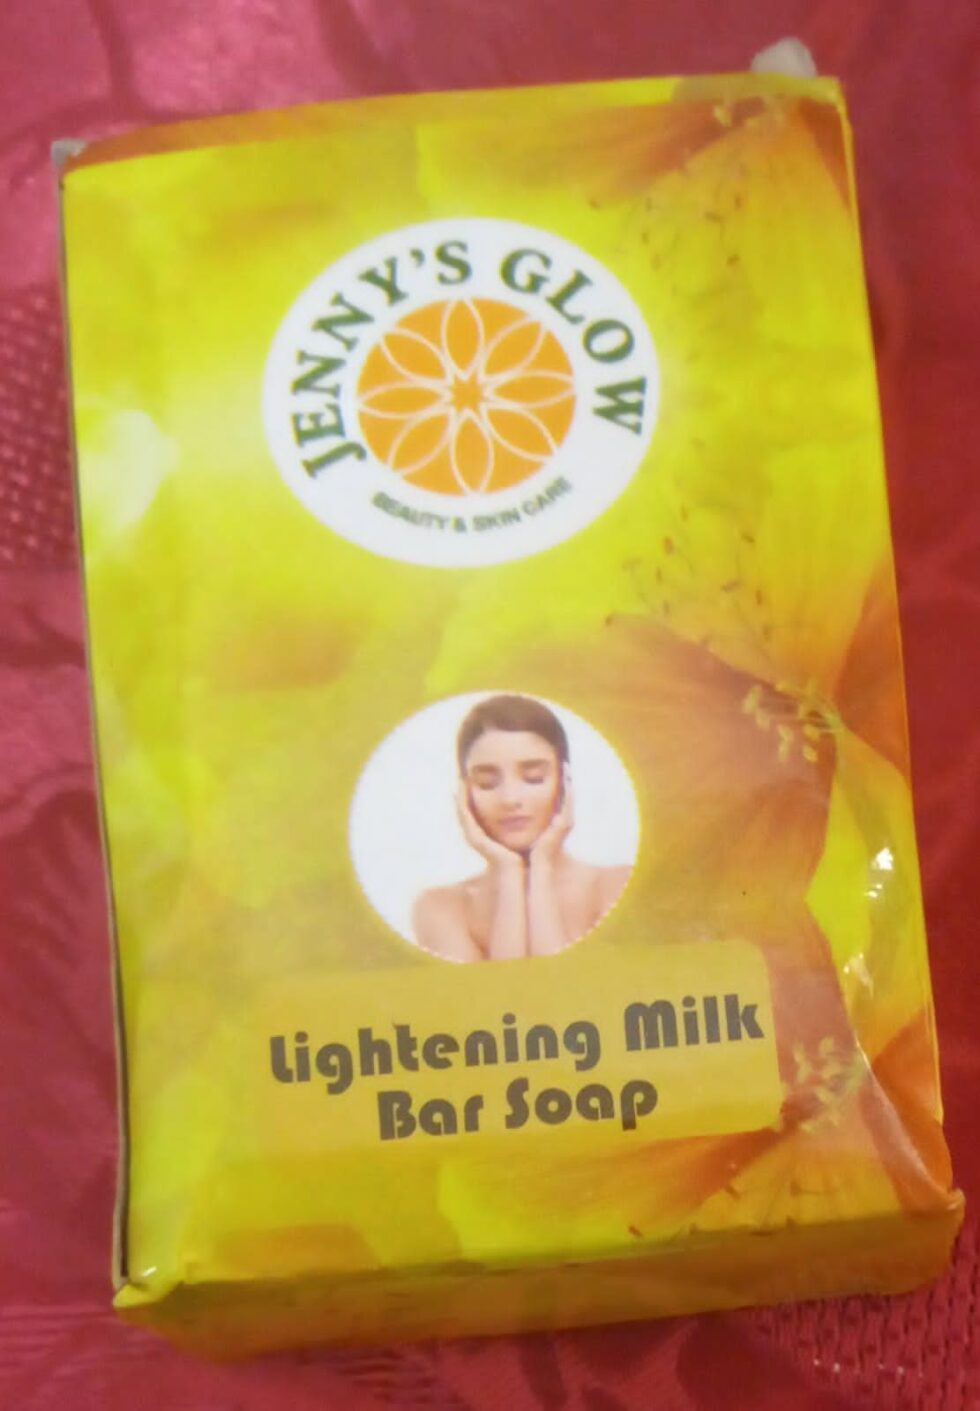 JENNY'S GLOW
BEAUTY & SKIN CARE
Lightening Milk
Bar Soap